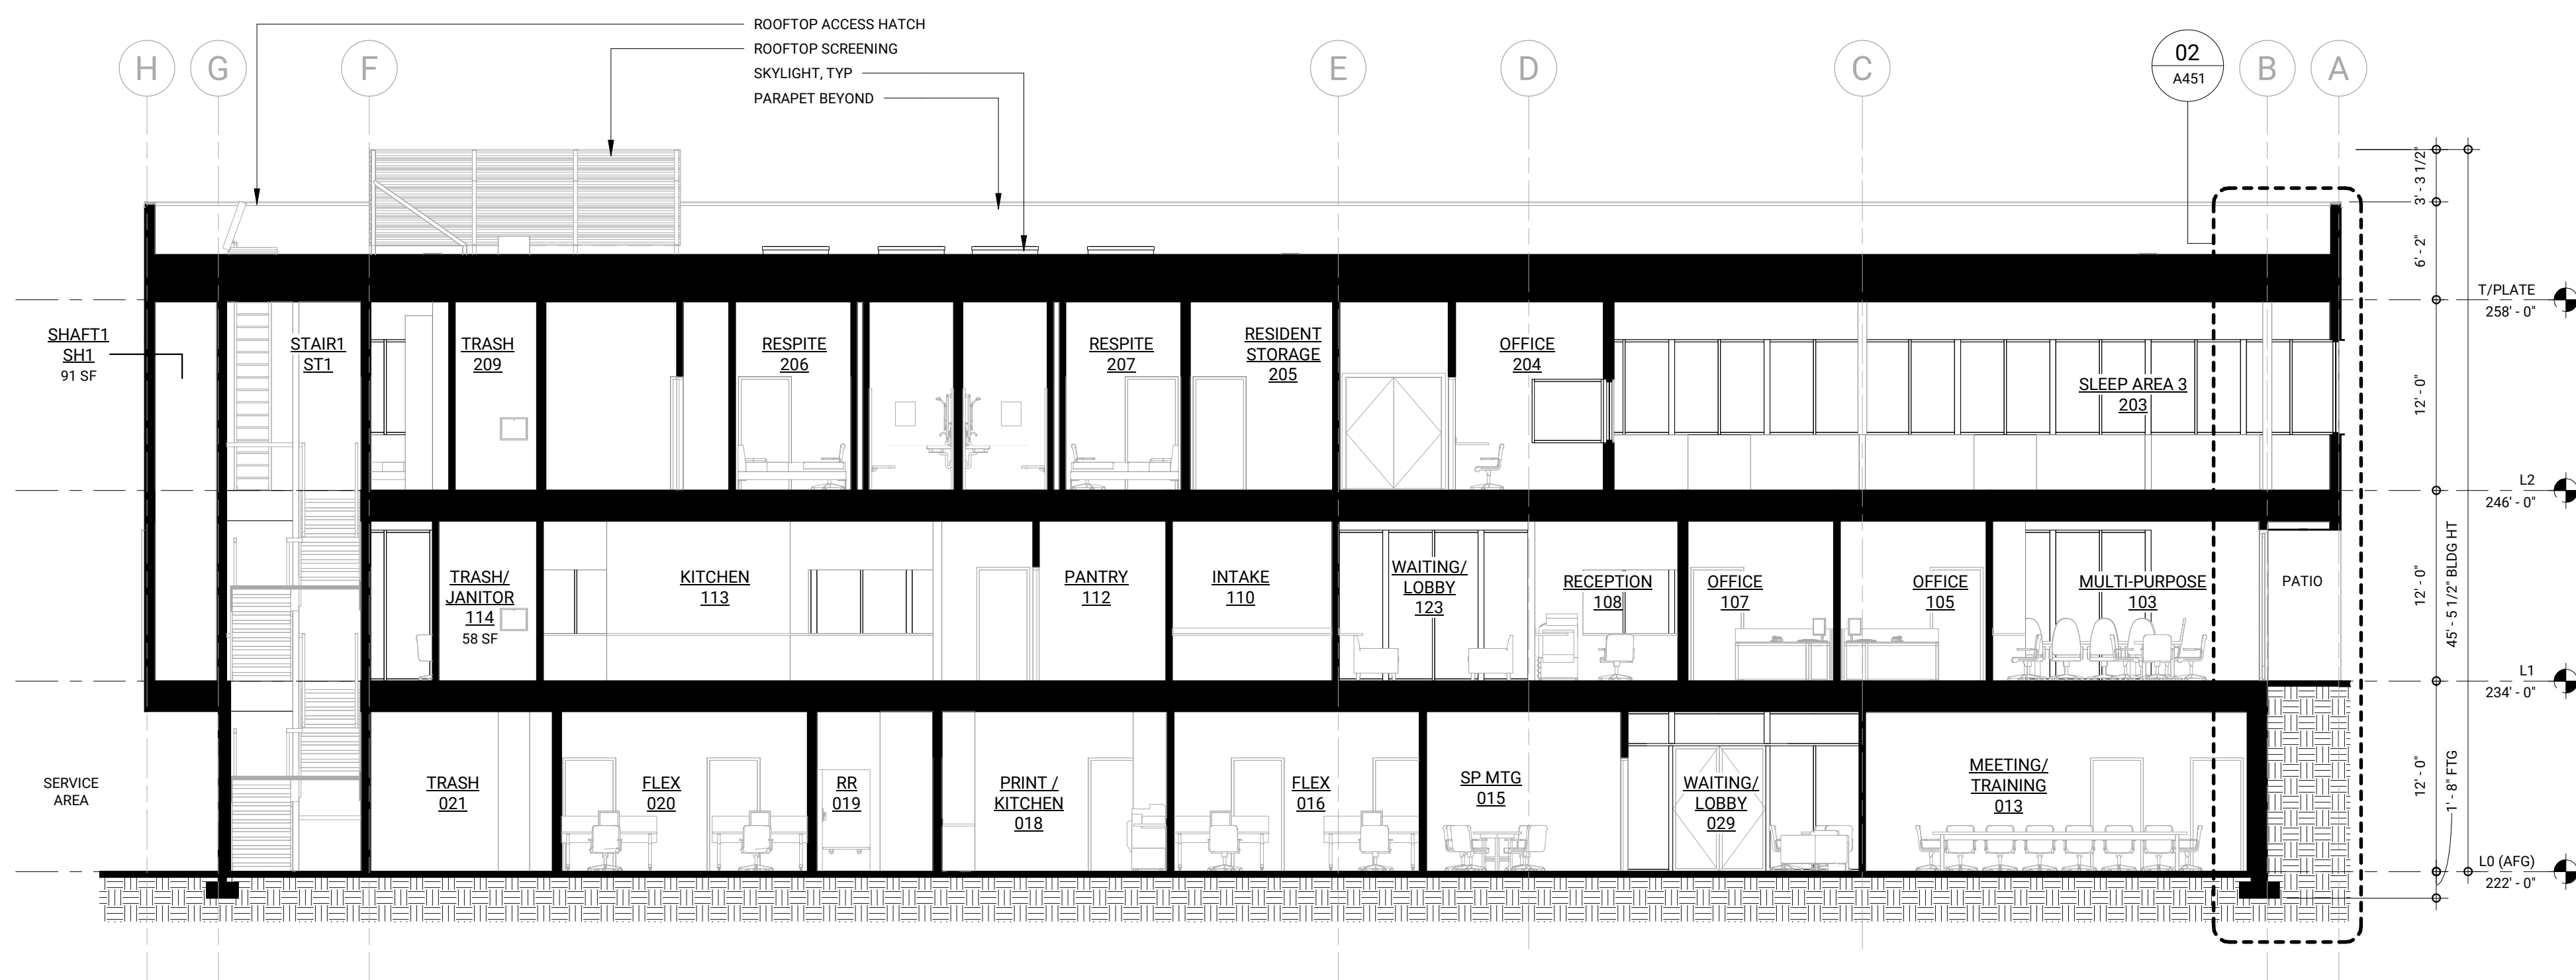 ROOFTOP ACCESS HATCH
ROOFTOP SCREENING
SKYLIGHT, TYP
PARAPET BEYOND
H
G
F
E
D
C
02
A451
B
A
3' - 3 1/2"
6' - 2"
T/PLATE
258' - 0"
SHAFT1
SH1
91 SF
STAIR1
ST1
TRASH
209
RESPITE
206
RESPITE
207
RESIDENT
STORAGE
205
OFFICE
204
SLEEP AREA 3
203
12' - 0"
L2
246' - 0"
TRASH/
JANITOR
114
58 SF
KITCHEN
113
PANTRY
112
INTAKE
110
WAITING/
LOBBY
123
RECEPTION
108
OFFICE
107
OFFICE
105
MULTI-PURPOSE
103
PATIO
12' - 0"
45' - 5 1/2" BLDG HT
L1
234' - 0"
SERVICE
AREA
TRASH
021
FLEX
020
RR
019
PRINT /
KITCHEN
018
FLEX
016
SP MTG
015
WAITING/
LOBBY
029
MEETING/
TRAINING
013
12' - 0"
1' - 8" FTG
L0 (AFG)
222' - 0"